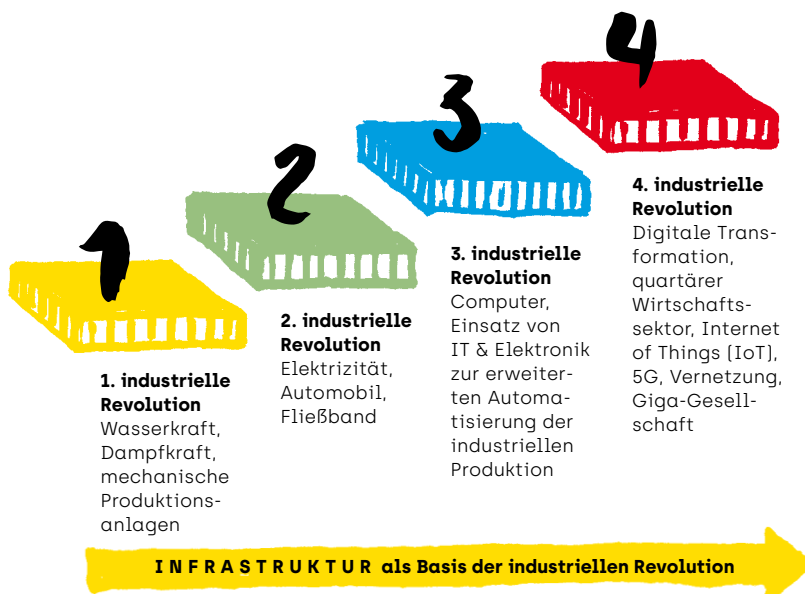 1
1. industrielle
Revolution
Wasserkraft,
Dampfkraft,
mechanische
Produktions-
anlagen
2
2. industrielle
Revolution
Elektrizität,
Automobil,
Fließband
3
3. industrielle
Revolution
Computer,
Einsatz von
IT & Elektronik
zur erweiter-
ten Automa-
tisierung der
industriellen
Produktion
4
4. industrielle
Revolution
Digitale Trans-
formation,
quartärer
Wirtschafts-
sektor, Internet
of Things (IoT),
5G, Vernetzung,
Giga-Gesell-
schaft
INFRASTRUKTUR als Basis der industriellen Revolution